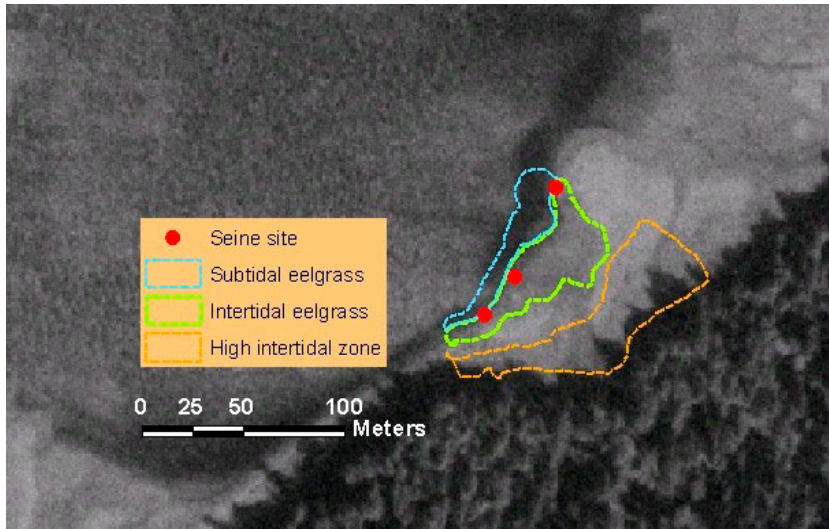 Seine site
Subtidal eelgrass
Intertidal eelgrass
High intertidal zone
0 25 50 100
Meters